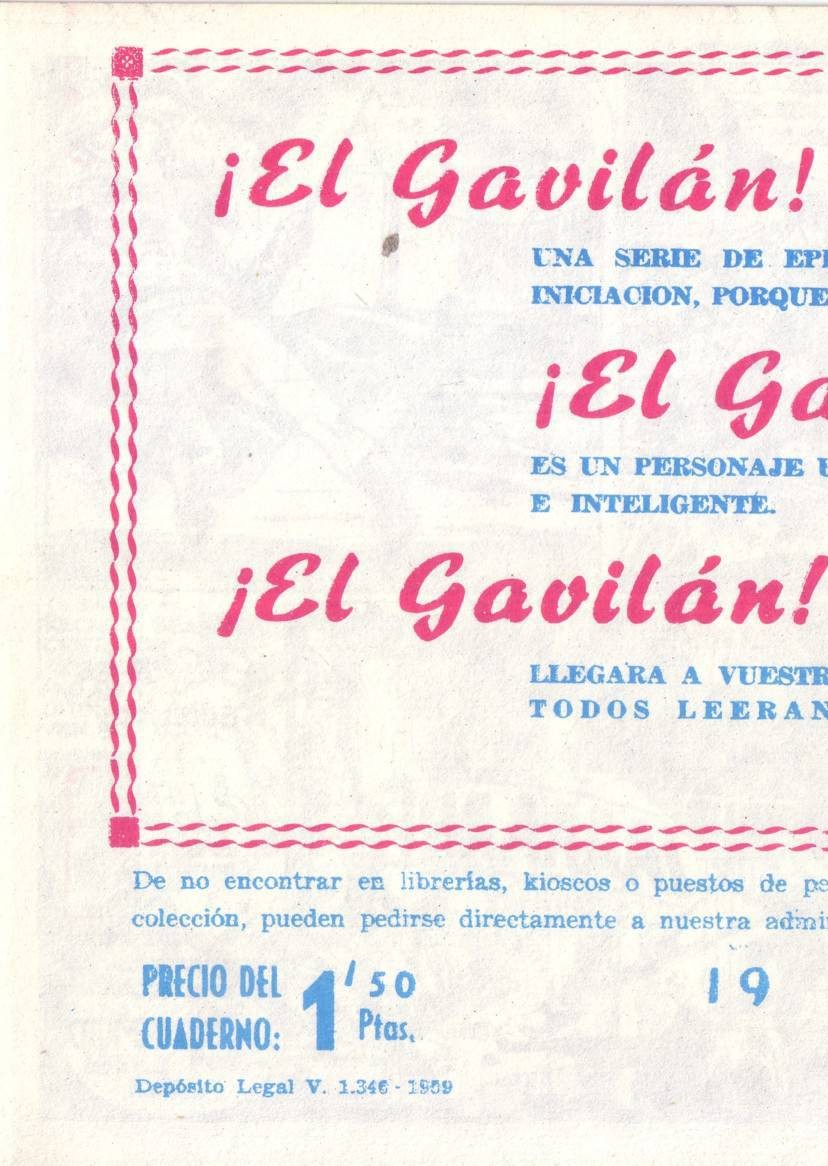 ¡El Gavilán!
UNA SERIE DE
INICIACION, PORQUE
¡El
ES UN PERSONAJE
E INTELIGENTE.
¡El Gavilán!
LLEGARA A
TODOS LEERAN
De no encontrar en librerías, kioscos o puestos de
colección, pueden pedirse directamente a nuestra
PRECIO DEL
CUADERNO:
1'50
Ptas.
19
Depósito Legal V. 1.346 - 1959